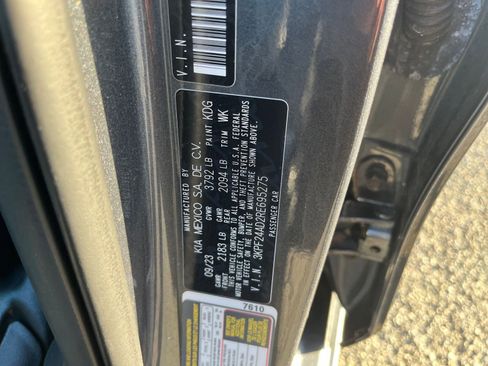 V.I.N.
MANUFACTURED BY
KIA MEXICO S.A. DE C.V.
09/23 GVWR 3792 LB PAINT KDG
GAWR FRONT 2183 LB GAWR REAR 2094 LB TRIM WK
THIS VEHICLE CONFORMS TO ALL APPLICABLE U.S.A. FEDERAL
MOTOR VEHICLE SAFETY, BUMPER, AND THEFT PREVENTION STANDARDS
IN EFFECT ON THE DATE OF MANUFACTURE SHOWN ABOVE.
V.I.N. 3KPF24AD2RE695275
PASSENGER CAR
7610